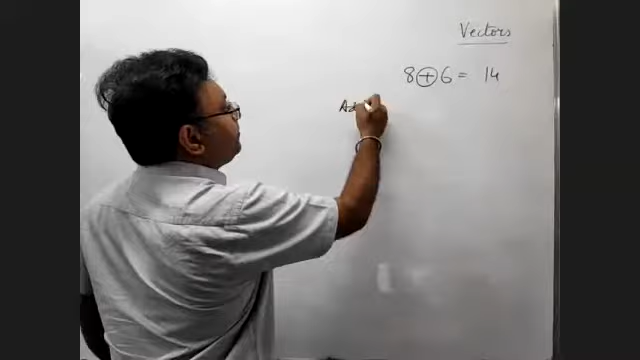 Vectors
8 + 6 = 14